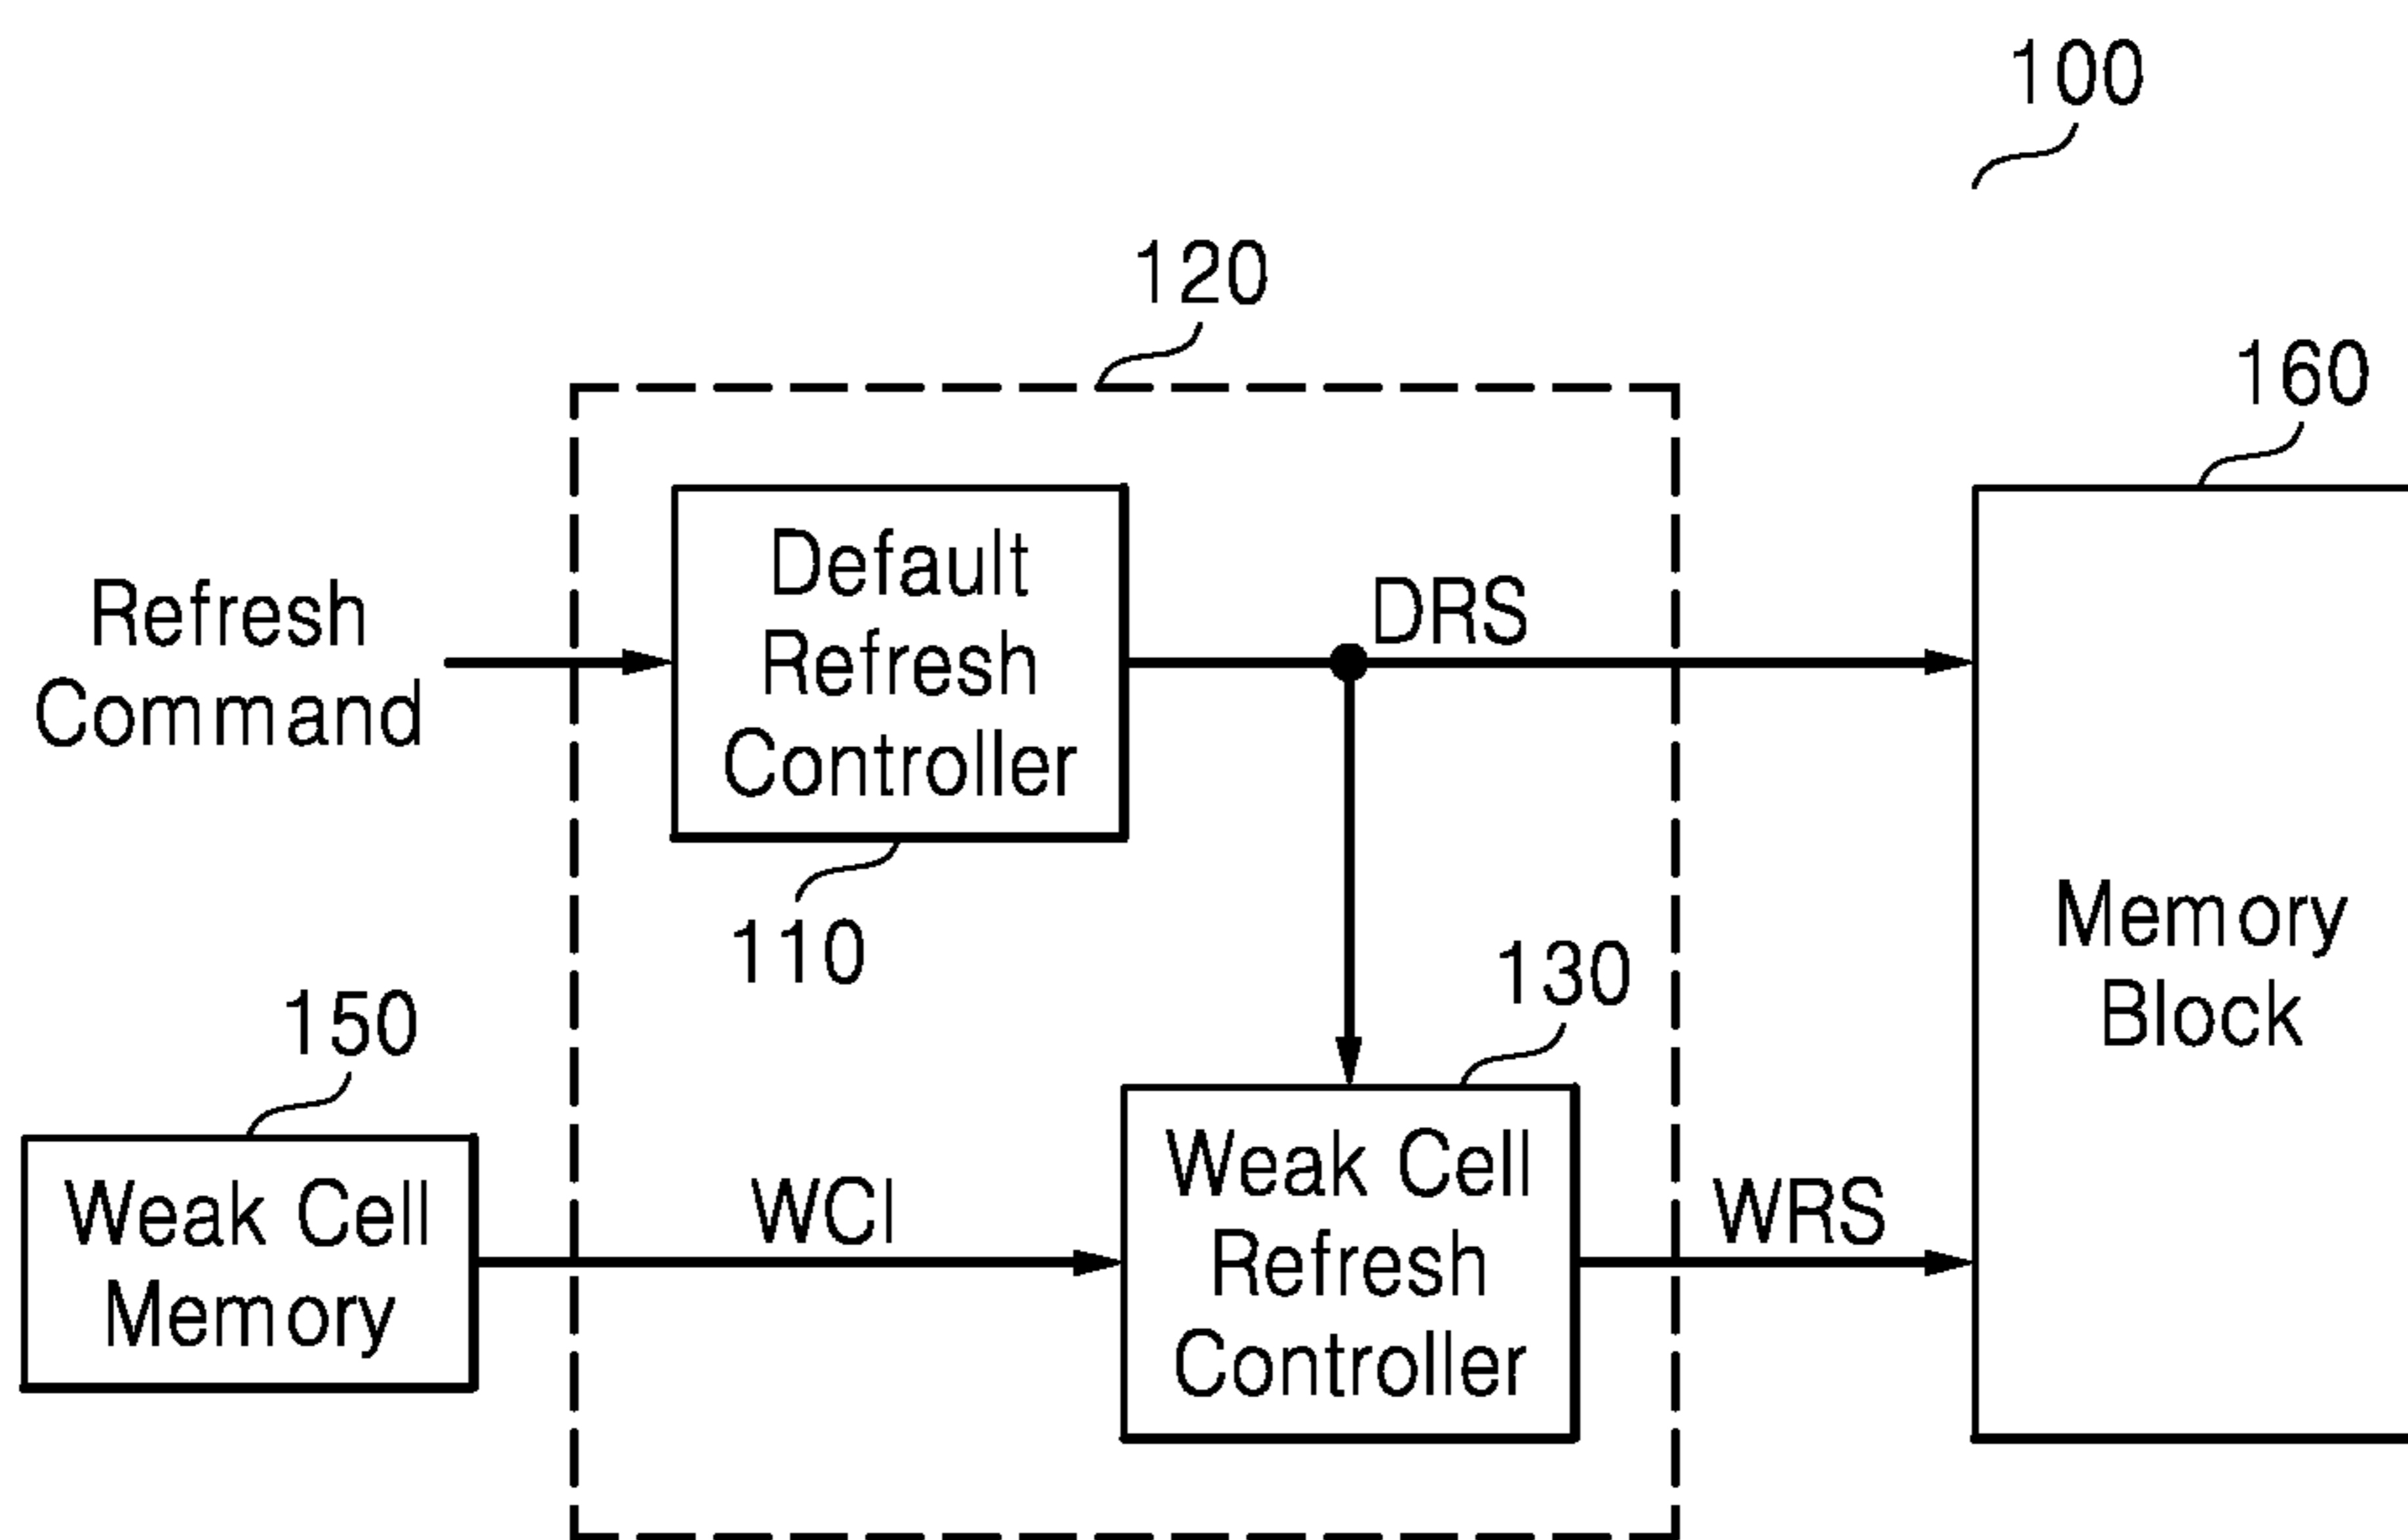 100
120
160
Default
Refresh
Controller
DRS
Refresh
Command
110
130
Memory
Block
150
Weak Cell
Memory
WCI
Weak Cell
Refresh
Controller
WRS